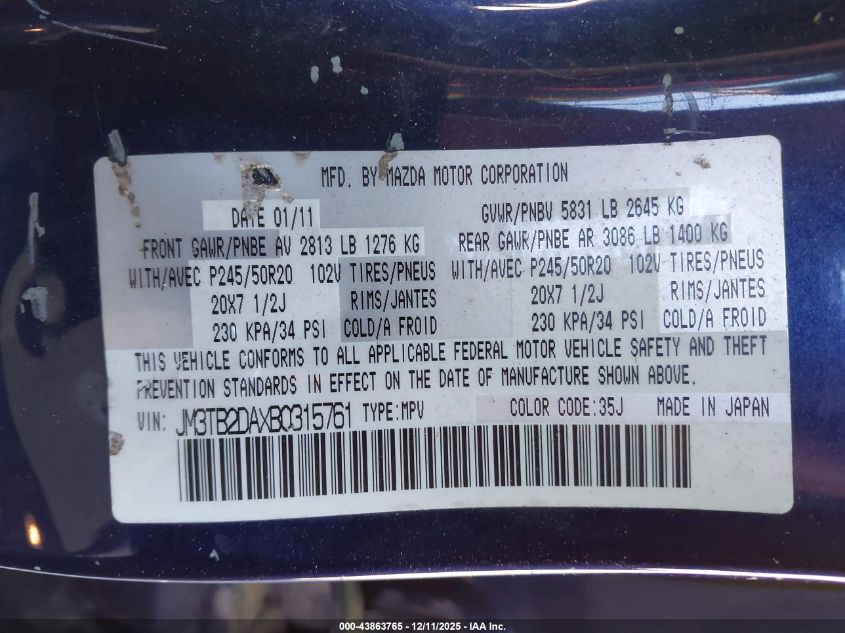 MFD. BY MAZDA MOTOR CORPORATION
DATE 01/11 GVWR/PNBV 5831 LB 2645 KG
FRONT GAWR/PNBE AV 2813 LB 1276 KG REAR GAWR/PNBE AR 3086 LB 1400 KG
WITH/AVEC P245/50R20 102V TIRES/PNEUS WITH/AVEC P245/50R20 102V TIRES/PNEUS
20X7 1/2J RIMS/JANTES 20X7 1/2J RIMS/JANTES
230 KPA/34 PSI COLD/A FROID 230 KPA/34 PSI COLD/A FROID
THIS VEHICLE CONFORMS TO ALL APPLICABLE FEDERAL MOTOR VEHICLE SAFETY AND THEFT
PREVENTION STANDARDS IN EFFECT ON THE DATE OF MANUFACTURE SHOWN ABOVE.
VIN: JM3TB2DAXB0315761 TYPE:MPV COLOR CODE:35J MADE IN JAPAN
000-43863765 - 12/11/2025 - IAA Inc.